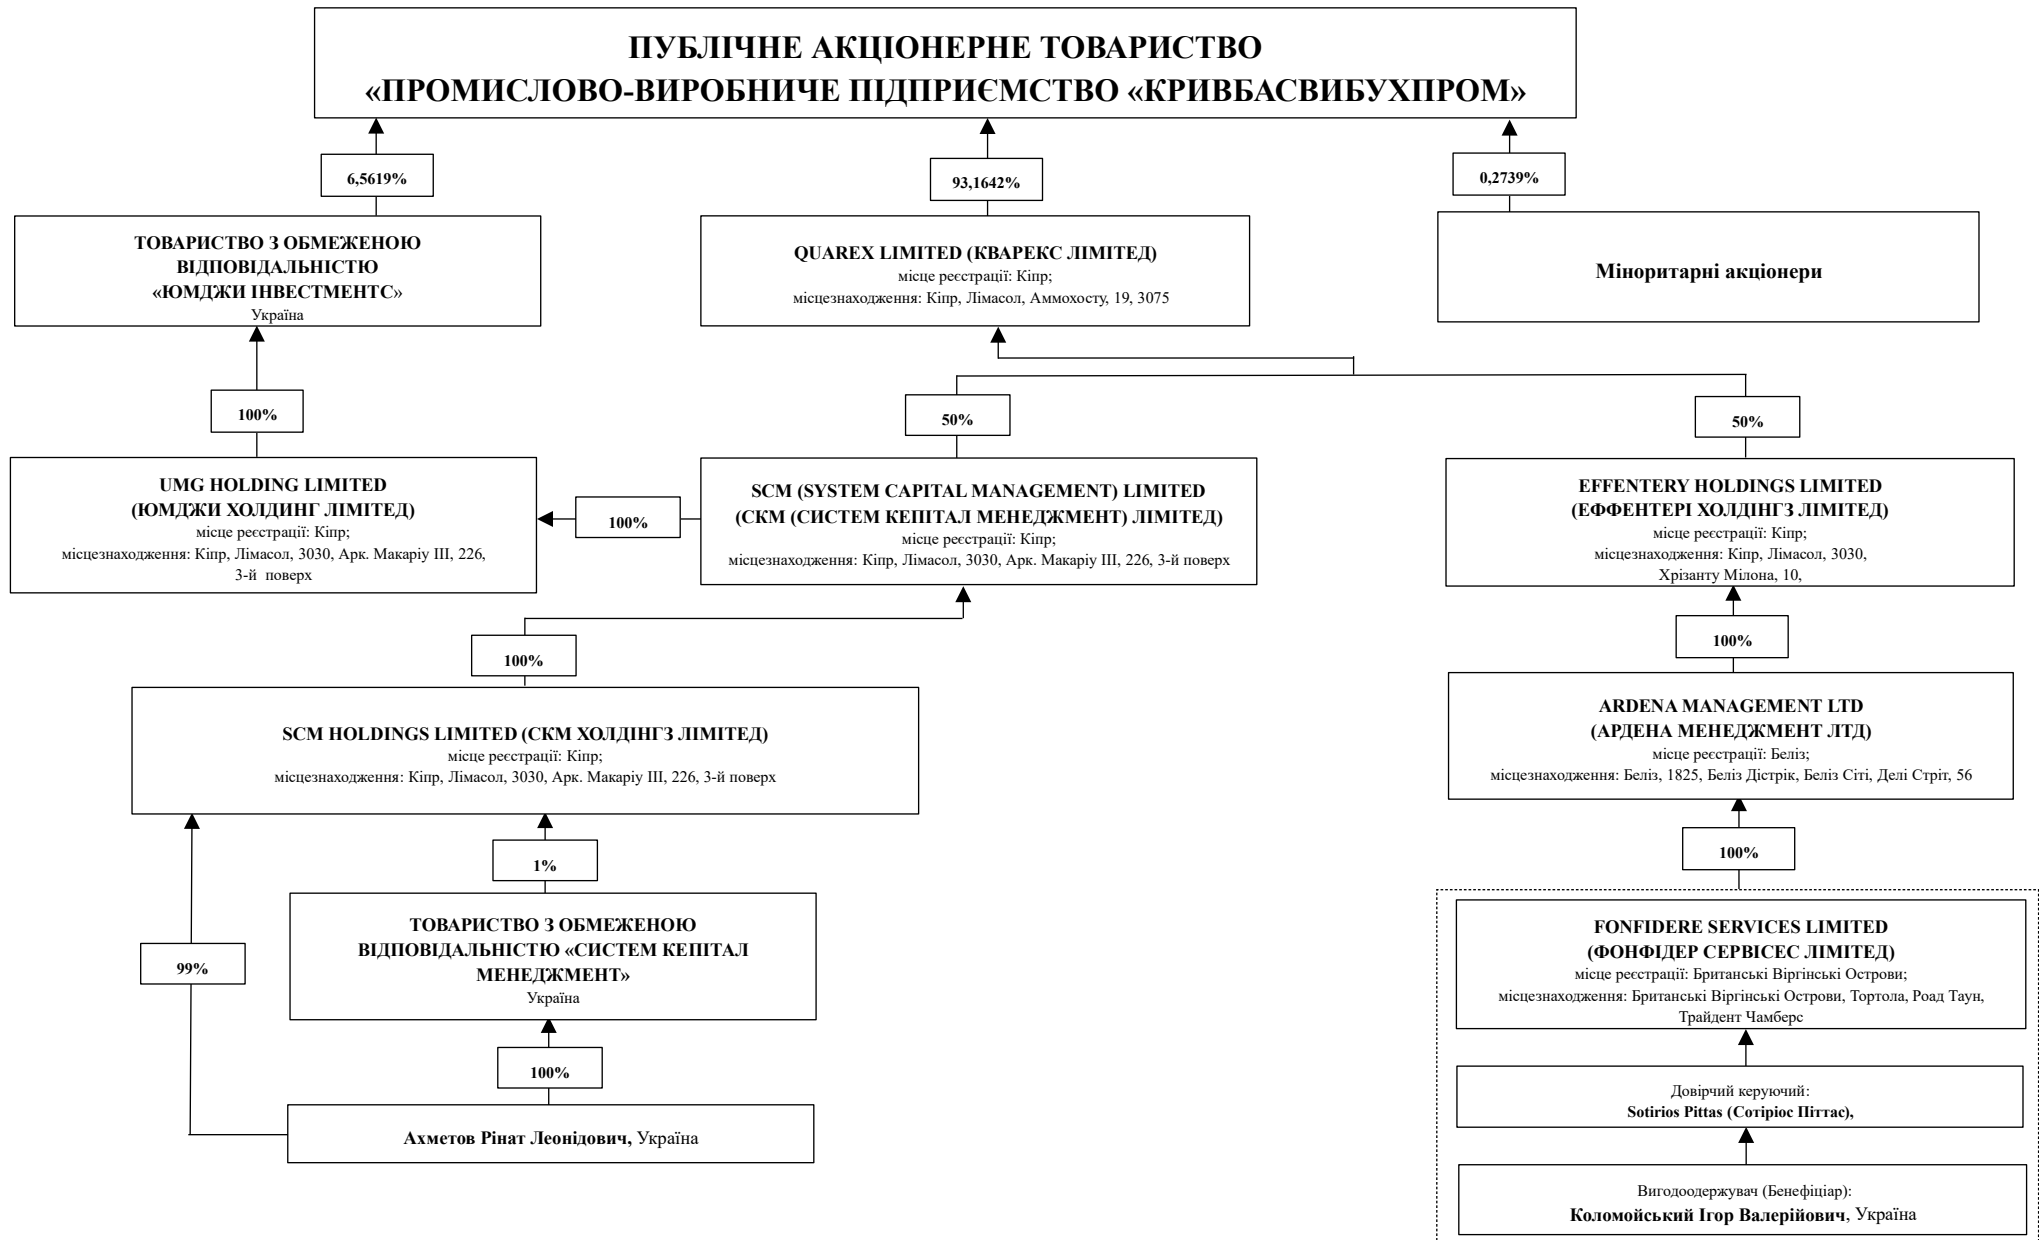 ПУБЛІЧНЕ АКЦІОНЕРНЕ ТОВАРИСТВО
«ПРОМИСЛОВО-ВИРОБНИЧЕ ПІДПРИЄМСТВО «КРИВБАСВИБУХПРОМ»
6,5619%
93,1642%
0,2739%
ТОВАРИСТВО З ОБМЕЖЕНОЮ
ВІДПОВІДАЛЬНІСТЮ
«ЮМДЖИ ІНВЕСТМЕНТС»
Україна
QUAREX LIMITED (КВАРЕКС ЛІМІТЕД)
місце реєстрації: Кіпр;
місцезнаходження: Кіпр, Лімасол, Аммохосту, 19, 3075
Міноритарні акціонери
100%
50%
50%
UMG HOLDING LIMITED
(ЮМДЖИ ХОЛДИНГ ЛІМІТЕД)
місце реєстрації: Кіпр;
місцезнаходження: Кіпр, Лімасол, 3030, Арк. Макаріу III, 226,
3-й поверх
100%
SCM (SYSTEM CAPITAL MANAGEMENT) LIMITED
(СКМ (СИСТЕМ КЕПІТАЛ МЕНЕДЖМЕНТ) ЛІМІТЕД)
місце реєстрації: Кіпр;
місцезнаходження: Кіпр, Лімасол, 3030, Арк. Макаріу III, 226, 3-й поверх
EFFENTERY HOLDINGS LIMITED
(ЕФФЕНТЕРІ ХОЛДІНГЗ ЛІМІТЕД)
місце реєстрації: Кіпр;
місцезнаходження: Кіпр, Лімасол, 3030,
Хрізанту Мілона, 10,
100%
100%
SCM HOLDINGS LIMITED (СКМ ХОЛДІНГЗ ЛІМІТЕД)
місце реєстрації: Кіпр;
місцезнаходження: Кіпр, Лімасол, 3030, Арк. Макаріу III, 226, 3-й поверх
ARDENA MANAGEMENT LTD
(АРДЕНА МЕНЕДЖМЕНТ ЛТД)
місце реєстрації: Беліз;
місцезнаходження: Беліз, 1825, Беліз Дістрік, Беліз Сіті, Делі Стріт, 56
1%
100%
99%
ТОВАРИСТВО З ОБМЕЖЕНОЮ
ВІДПОВІДАЛЬНІСТЮ «СИСТЕМ КЕПІТАЛ
МЕНЕДЖМЕНТ»
Україна
FONFIDERE SERVICES LIMITED
(ФОНФІДЕР СЕРВІСЕС ЛІМІТЕД)
місце реєстрації: Британські Віргінські Острови;
місцезнаходження: Британські Віргінські Острови, Тортола, Роад Таун,
Трайдент Чамберс
100%
Довірчий керуючий:
Sotirios Pittas (Сотіріос Піттас),
Ахметов Рінат Леонідович, Україна
Вигодоодержувач (Бенефіціар):
Коломойський Ігор Валерійович, Україна